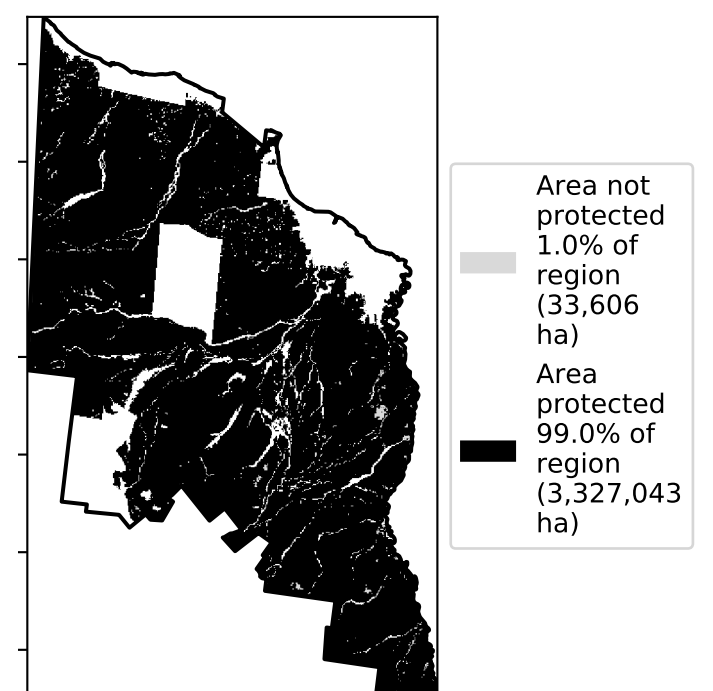 Area not
protected
1.0% of
region
(33,606
ha)
Area
protected
99.0% of
region
(3,327,043
ha)